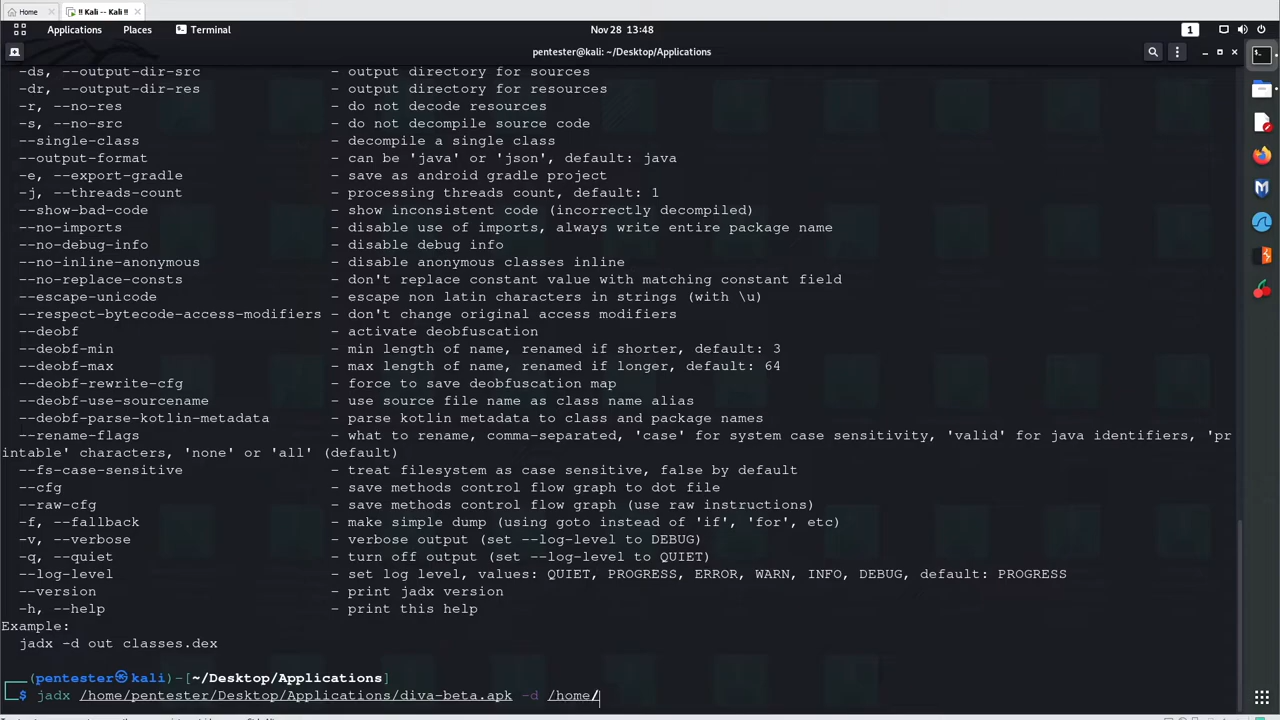 Home
!! Kali -- Kali !!
Applications Places Terminal Nov 28 13:48 1
pentester@kali: ~/Desktop/Applications
-ds, --output-dir-src - output directory for sources
-dr, --output-dir-res - output directory for resources
-r, --no-res - do not decode resources
-s, --no-src - do not decompile source code
--single-class - decompile a single class
--output-format - can be 'java' or 'json', default: java
-e, --export-gradle - save as android gradle project
-j, --threads-count - processing threads count, default: 1
--show-bad-code - show inconsistent code (incorrectly decompiled)
--no-imports - disable use of imports, always write entire package name
--no-debug-info - disable debug info
--no-inline-anonymous - disable anonymous classes inline
--no-replace-consts - don't replace constant value with matching constant field
--escape-unicode - escape non latin characters in strings (with \u)
--respect-bytecode-access-modifiers - don't change original access modifiers
--deobf - activate deobfuscation
--deobf-min - min length of name, renamed if shorter, default: 3
--deobf-max - max length of name, renamed if longer, default: 64
--deobf-rewrite-cfg - force to save deobfuscation map
--deobf-use-sourcename - use source file name as class name alias
--deobf-parse-kotlin-metadata - parse kotlin metadata to class and package names
--rename-flags - what to rename, comma-separated, 'case' for system case sensitivity, 'valid' for java identifiers, 'pr
intable' characters, 'none' or 'all' (default)
--fs-case-sensitive - treat filesystem as case sensitive, false by default
--cfg - save methods control flow graph to dot file
--raw-cfg - save methods control flow graph (use raw instructions)
-f, --fallback - make simple dump (using goto instead of 'if', 'for', etc)
-v, --verbose - verbose output (set --log-level to DEBUG)
-q, --quiet - turn off output (set --log-level to QUIET)
--log-level - set log level, values: QUIET, PROGRESS, ERROR, WARN, INFO, DEBUG, default: PROGRESS
--version - print jadx version
-h, --help - print this help
Example:
jadx -d out classes.dex
(pentester㉿kali)-[~/Desktop/Applications]
$ jadx /home/pentester/Desktop/Applications/diva-beta.apk -d /home/